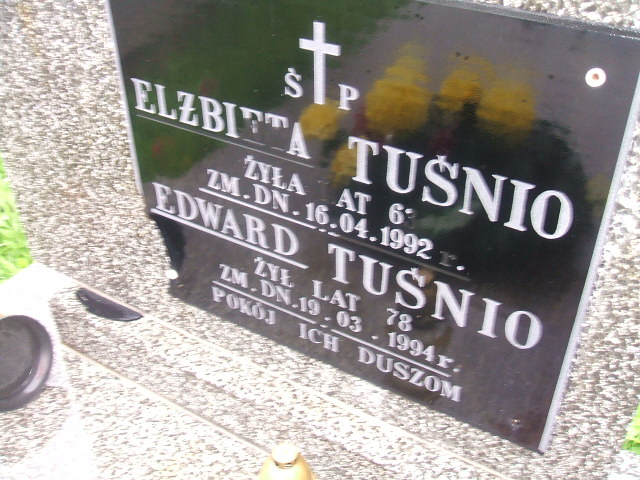 Ś P
ELŻBIETA TUŚNIO
ŻYŁA LAT
ZM. DN. 16.04.1992 r.
EDWARD TUŚNIO
ŻYŁ LAT 78
ZM. DN. 19-03.1994 r.
POKÓJ ICH DUSZOM